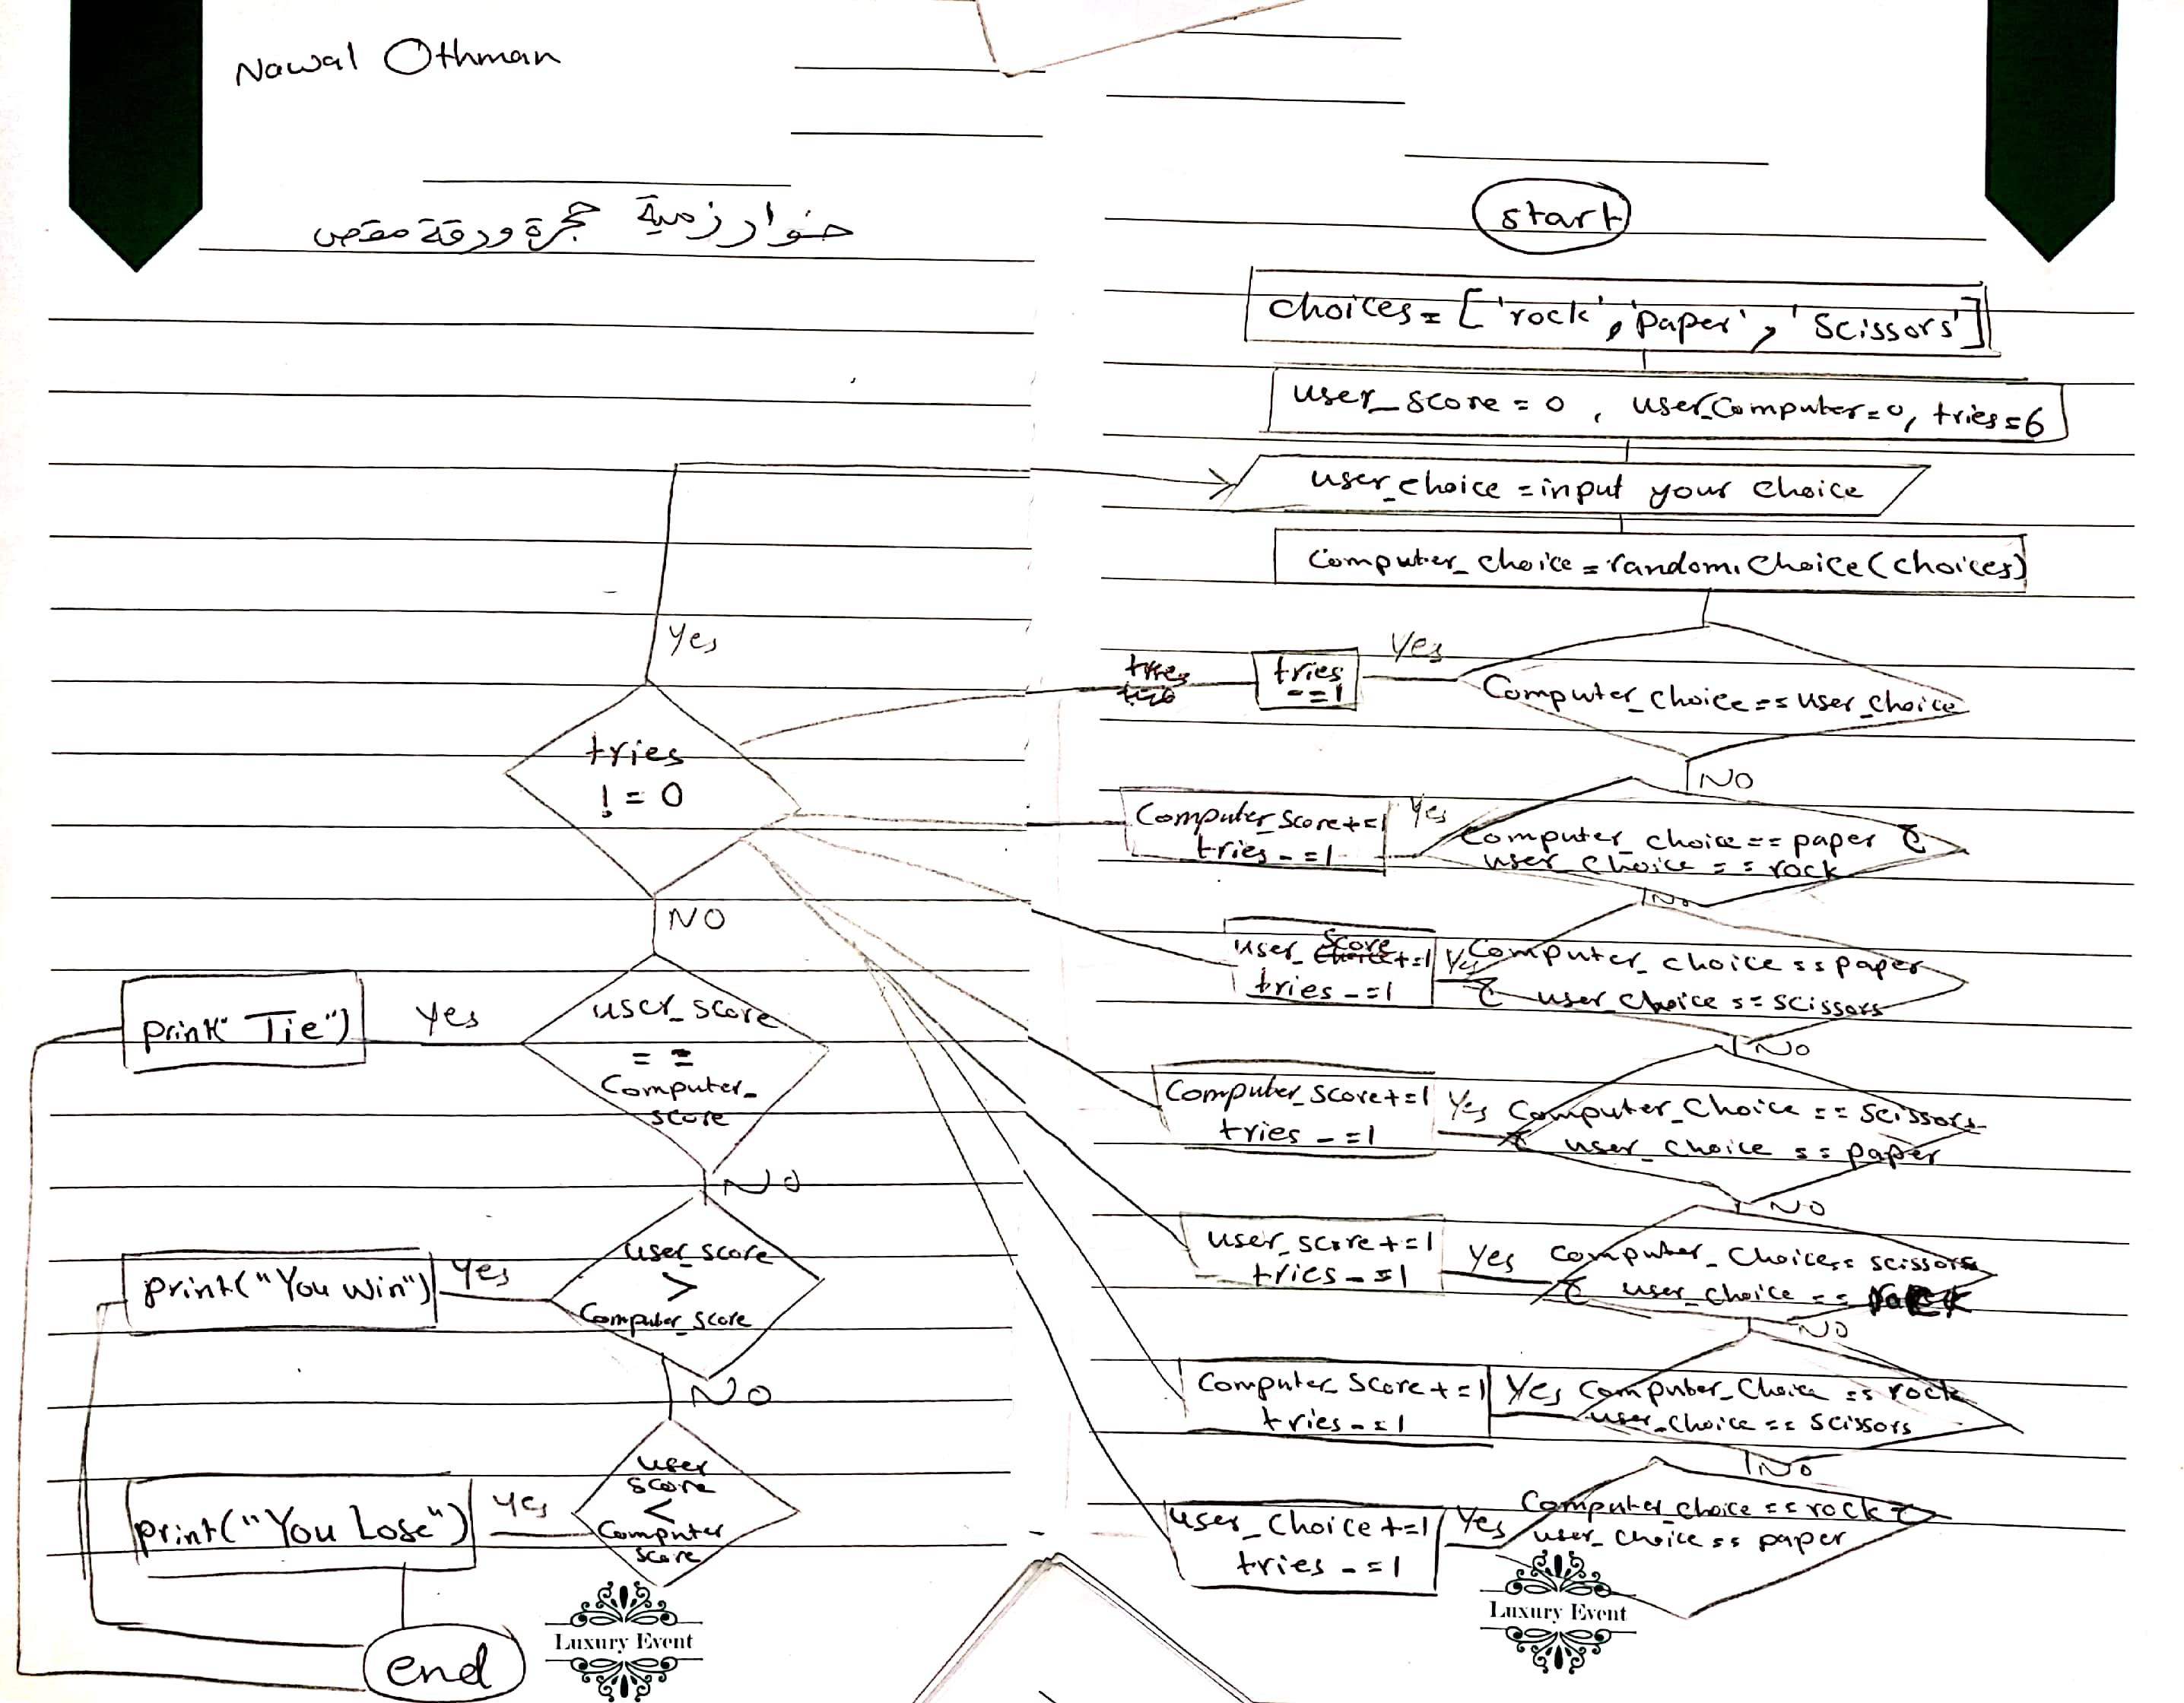 Nawal Othman
خوارزمية حجرة ورقة مقص
start
choices = ['rock', 'paper', 'scissors']
user_score = 0 , user_Computer = 0, tries = 6
user_choice = input your choice
Computer_choice = random.choice(choices)
Computer_choice == user_choice
Yes
tries
-=1
NO
Computer_choice == paper &
user_choice == rock
Yes
Computer_score+=1
tries -=1
No
Computer_choice == paper
& user_choice == scissors
Yes
user_score+=1
tries -=1
No
Computer_choice == scissors
& user_choice == paper
Yes
Computer_score+=1
tries -=1
NO
Computer_choice == scissors
& user_choice == rock
Yes
user_score+=1
tries -=1
NO
Computer_choice == rock
user_choice == scissors
Yes
Computer_score+=1
tries -=1
No
Computer_choice == rock &
user_choice == paper
Yes
user_choice+=1
tries -=1
tries
!= 0
Yes
NO
user_score
==
Computer_
score
Yes
print("Tie")
No
user_score
>
Computer_score
Yes
print("You win")
NO
user
score
<
Computer
score
Yes
print("You Lose")
end
Luxury Event
Luxury Event